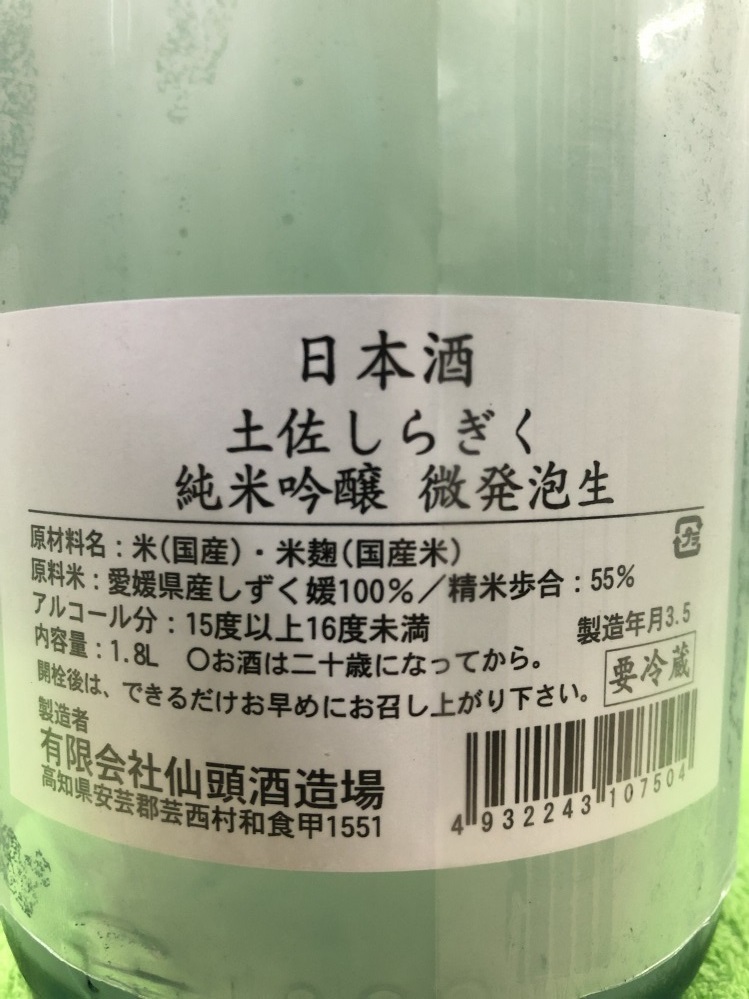 日本酒
土佐しらぎく
純米吟醸 微発泡生
原材料名：米(国産)・米麹(国産米)
原料米：愛媛県産しずく媛100％／精米歩合：55％
アルコール分：15度以上16度未満
製造年月3.5
内容量：1.8L ○お酒は二十歳になってから。
要冷蔵
開栓後は、できるだけお早めにお召し上がり下さい。
製造者
有限会社仙頭酒造場
高知県安芸郡芸西村和食甲1551
4 932243 107504